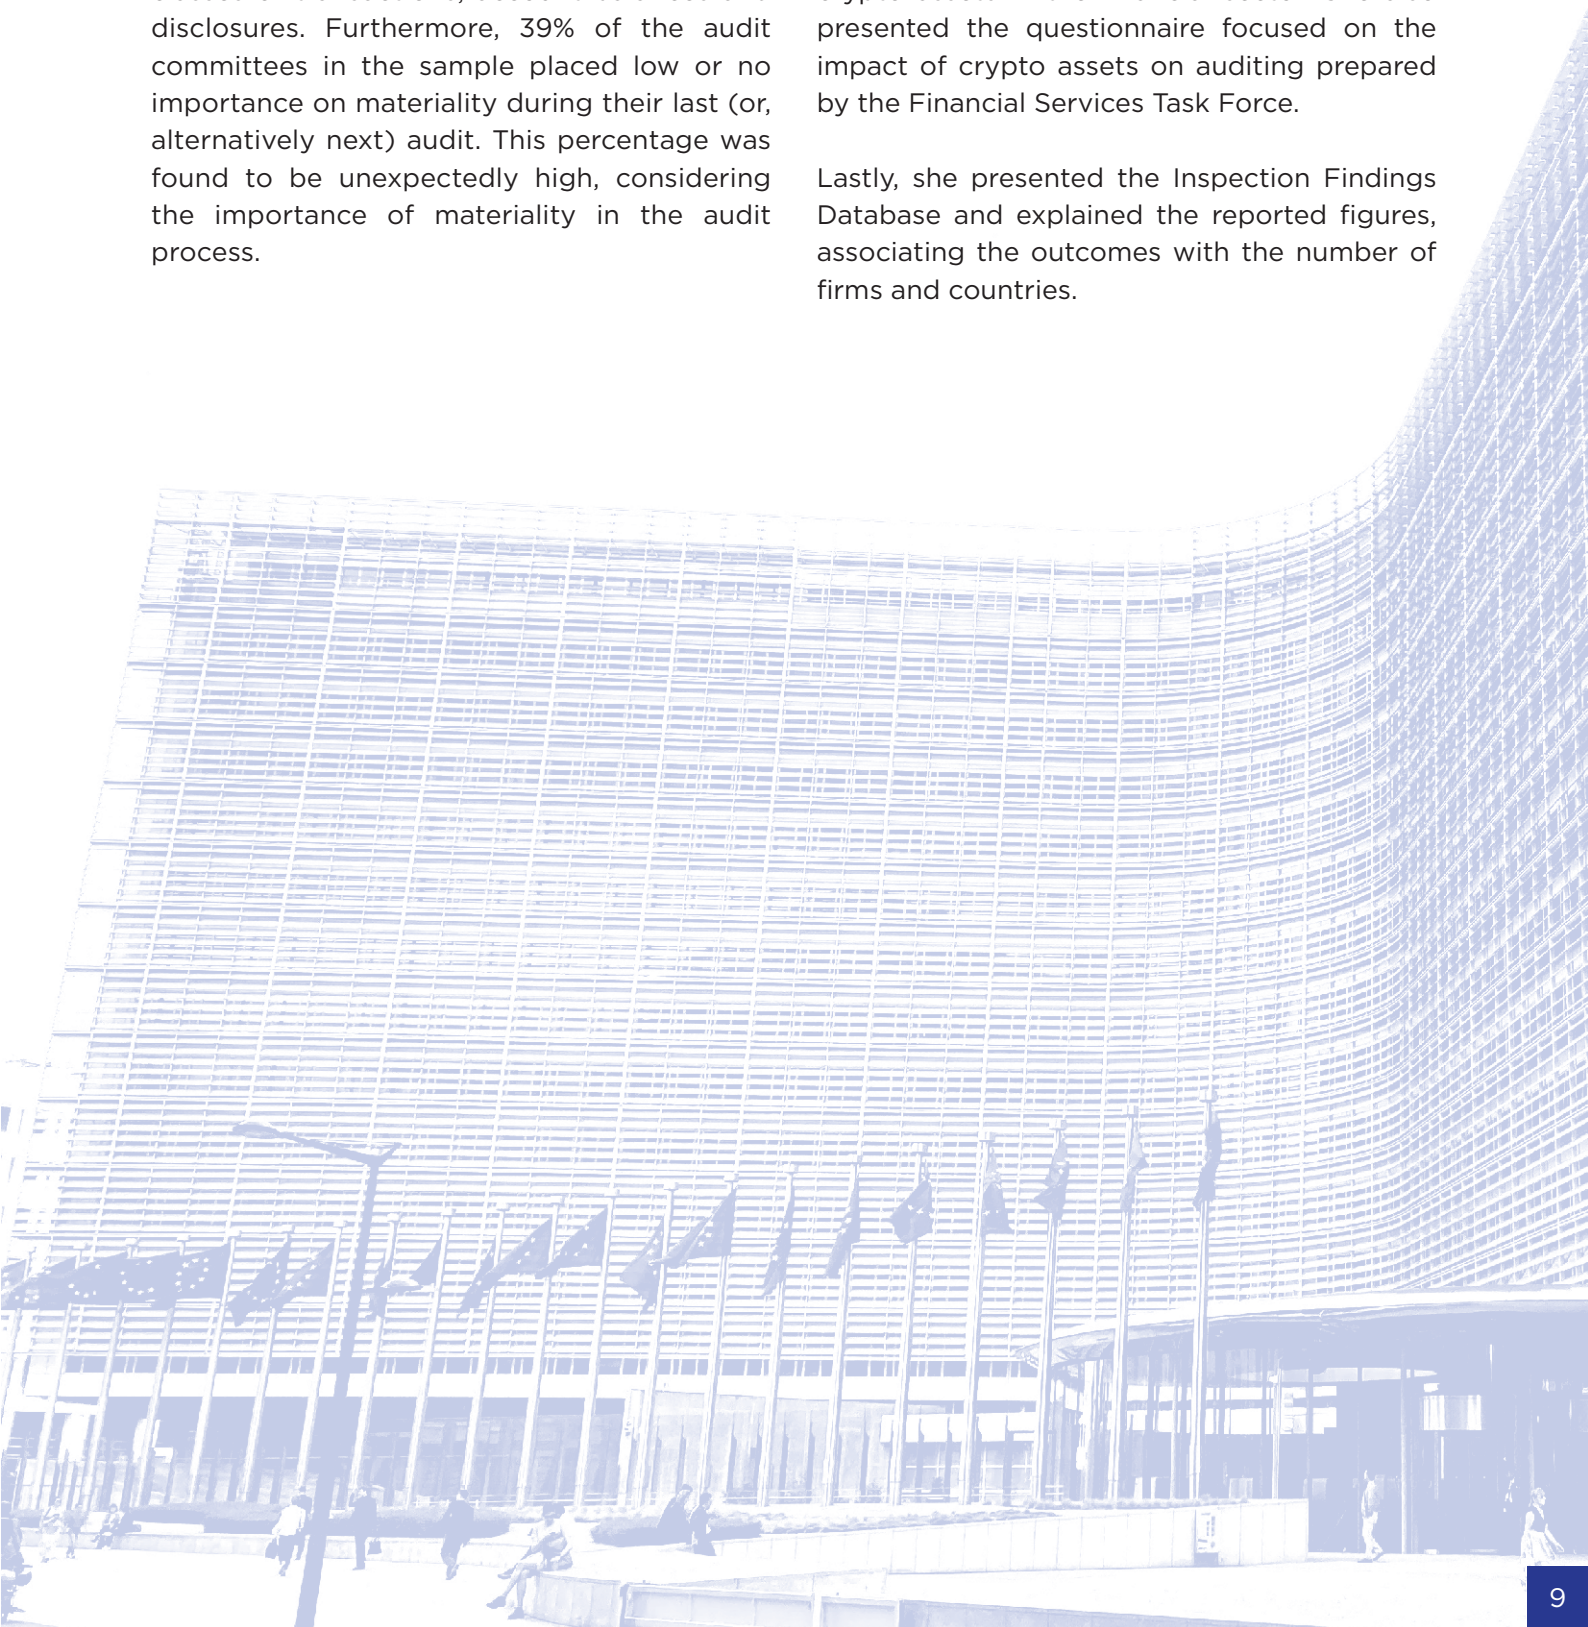 disclosures. Furthermore, 39% of the audit
committees in the sample placed low or no
importance on materiality during their last (or,
alternatively next) audit. This percentage was
found to be unexpectedly high, considering
the importance of materiality in the audit
process.
presented the questionnaire focused on the
impact of crypto assets on auditing prepared
by the Financial Services Task Force.
Lastly, she presented the Inspection Findings
Database and explained the reported figures,
associating the outcomes with the number of
firms and countries.
9